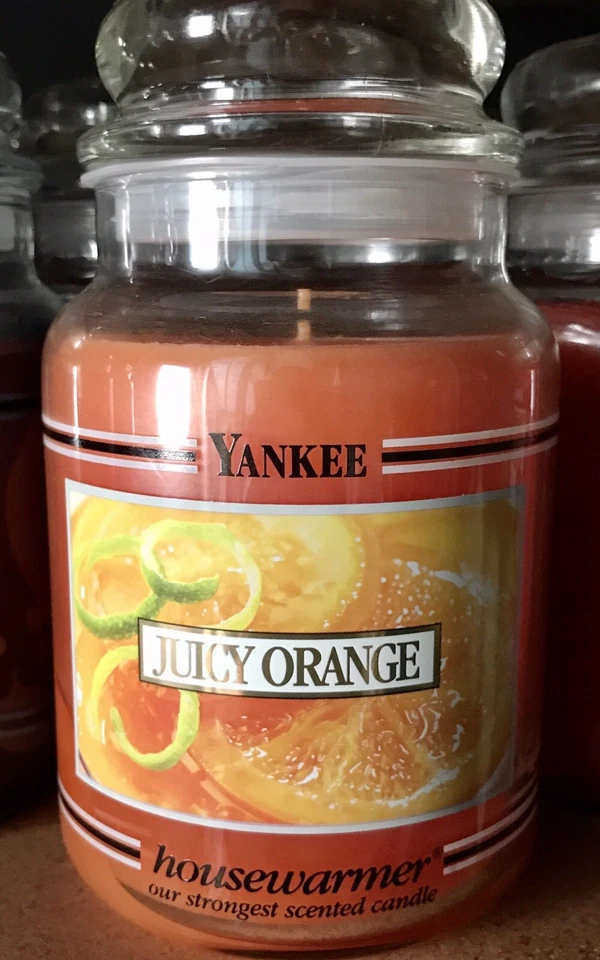 YANKEE
JUICY ORANGE
housewarmer®
our strongest scented candle